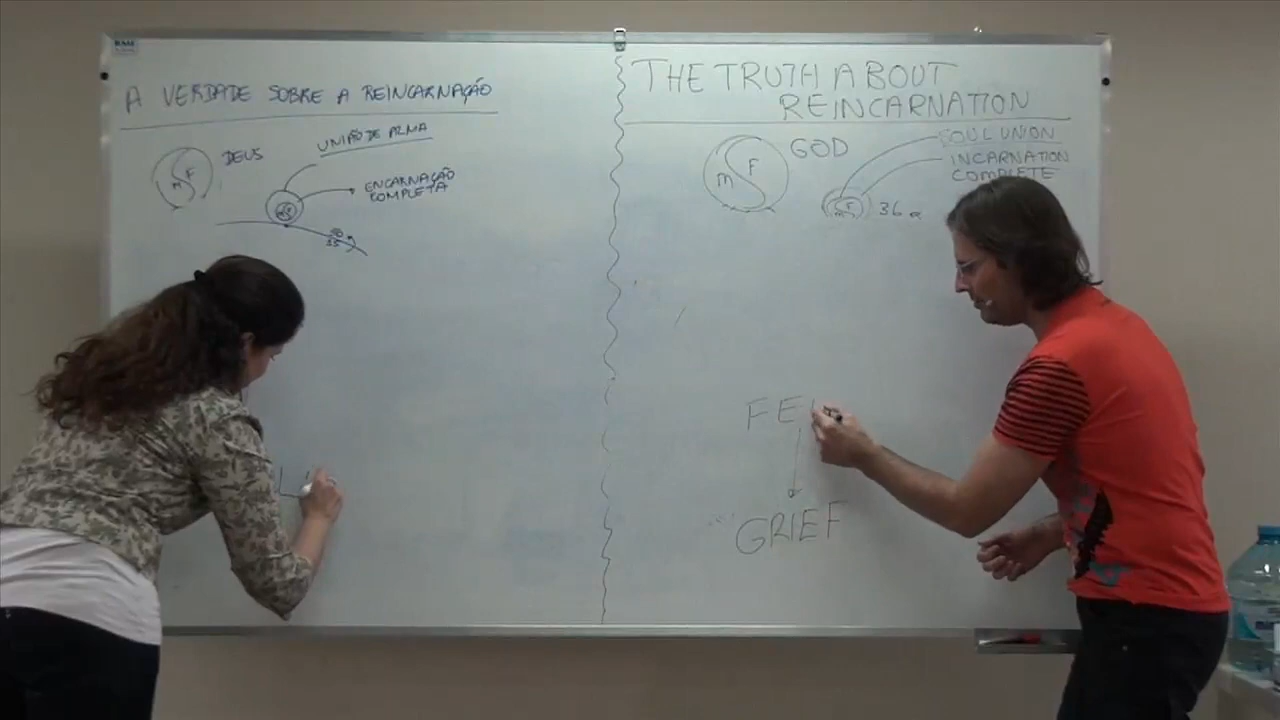 A VERDADE SOBRE A REINCARNAÇÃO
UNIÃO DE ALMA
DEUS
M F
ENCARNAÇÃO
COMPLETA
THE TRUTH ABOUT
REINCARNATION
GOD
M F
SOUL UNION
INCARNATION
COMPLETE
36
FE
GRIEF